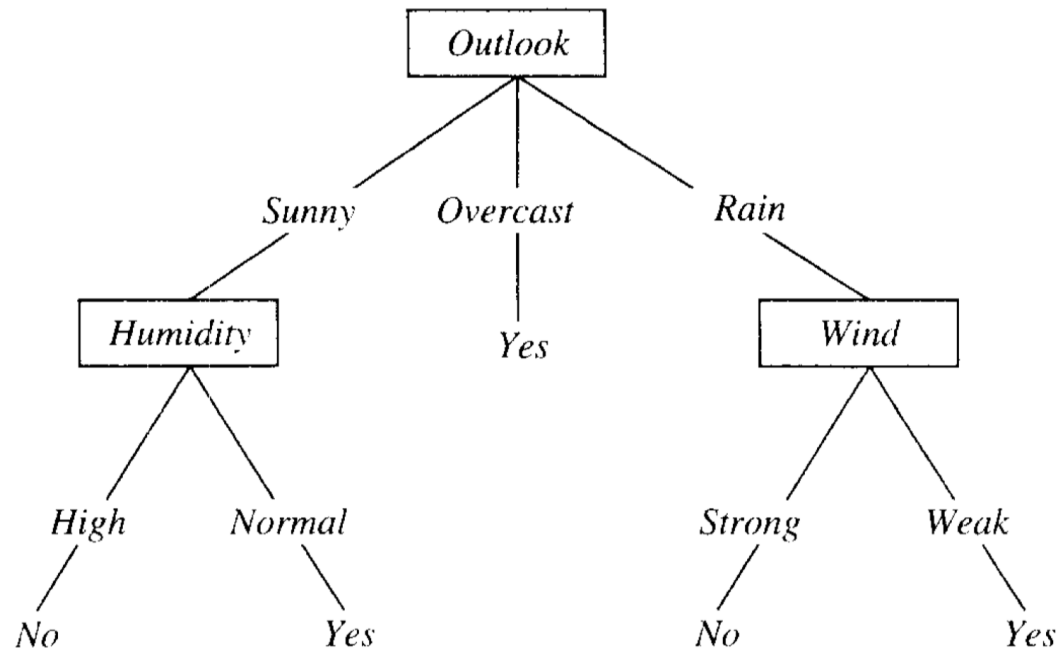 Outlook
Sunny Overcast Rain
Humidity Yes Wind
High Normal Strong Weak
No Yes No Yes